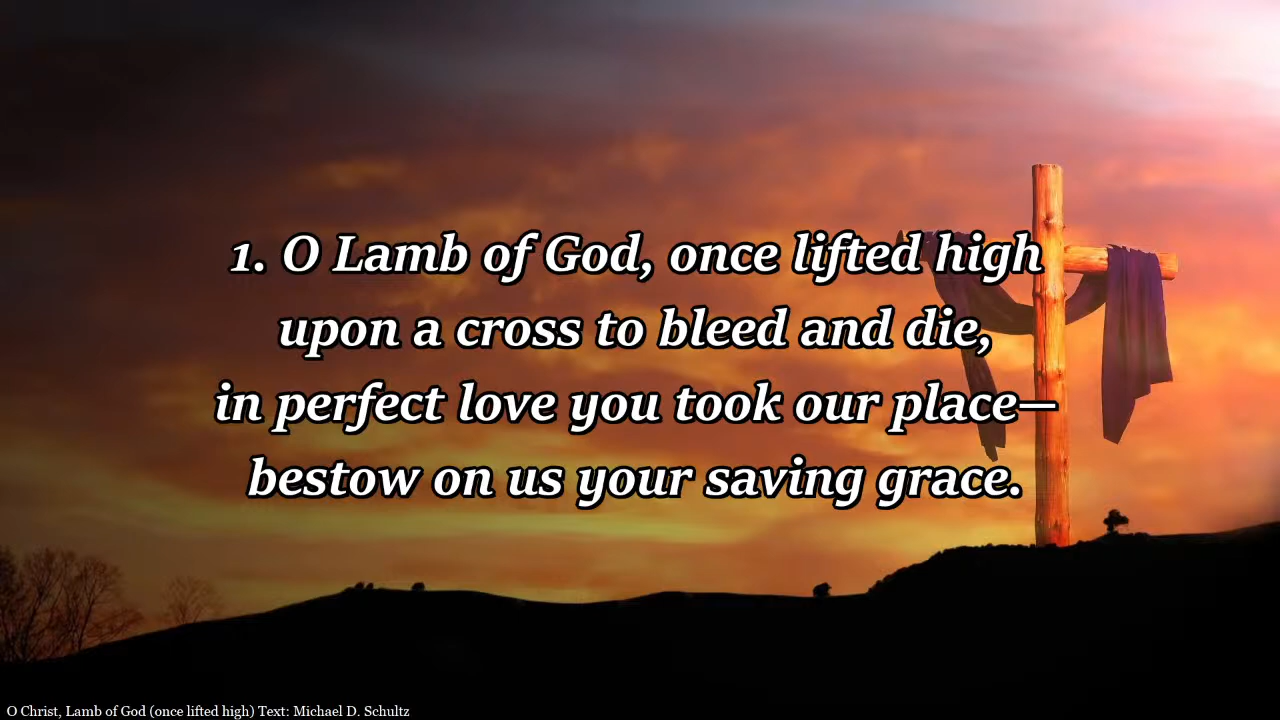 1. O Lamb of God, once lifted high
upon a cross to bleed and die,
in perfect love you took our place—
bestow on us your saving grace.
O Christ, Lamb of God (once lifted high) Text: Michael D. Schultz